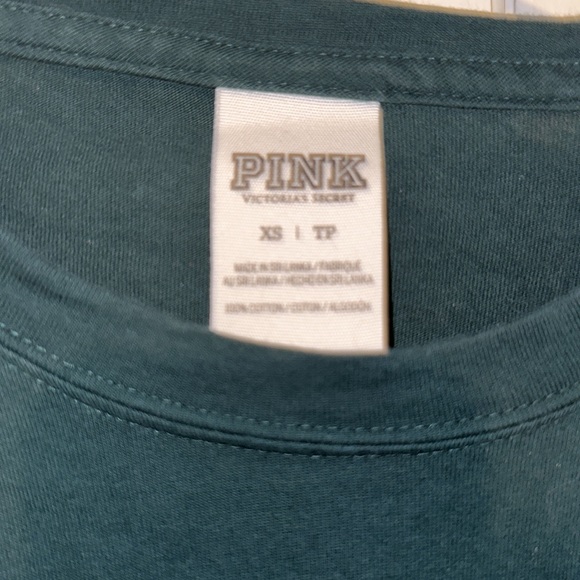 PINK
VICTORIA'S SECRET
XS | TP
MADE IN SRI LANKA / FABRIQUÉ
AU SRI LANKA / HECHO EN SRI LANKA
100% COTTON / COTON / ALGODÓN